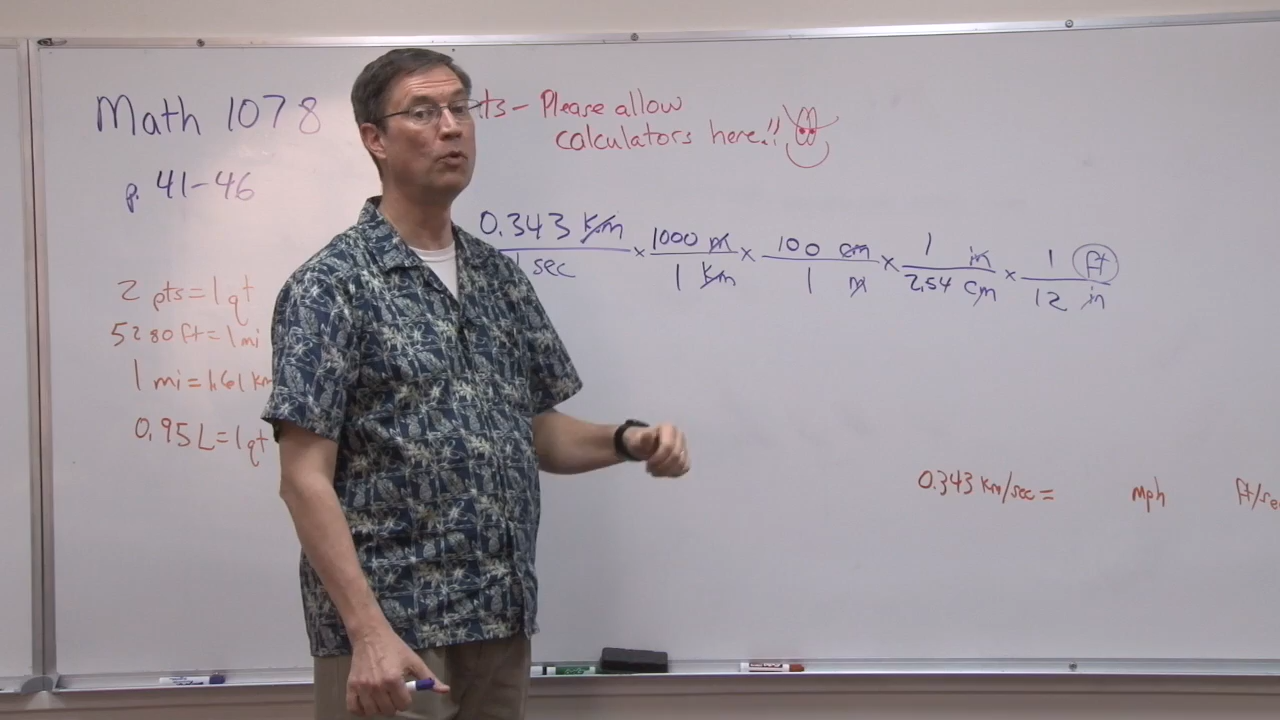 Math 1078
p. 41-46
ts - Please allow
calculators here!!
2 pts = 1 qt
5280 ft = 1 mi
1 mi = 1.61 Km
0.95 L = 1 qt
0.343 Km / 1 sec × 1000 m / 1 Km × 100 cm / 1 m × 1 in / 2.54 cm × 1 ft / 12 in
0.343 Km/sec = mph ft/se